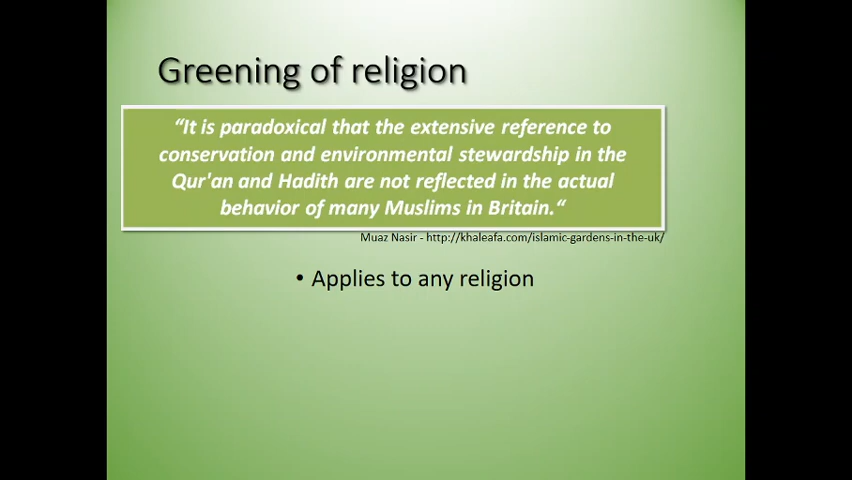 Greening of religion
“It is paradoxical that the extensive reference to
conservation and environmental stewardship in the
Qur'an and Hadith are not reflected in the actual
behavior of many Muslims in Britain.“
Muaz Nasir - http://khaleafa.com/islamic-gardens-in-the-uk/
• Applies to any religion